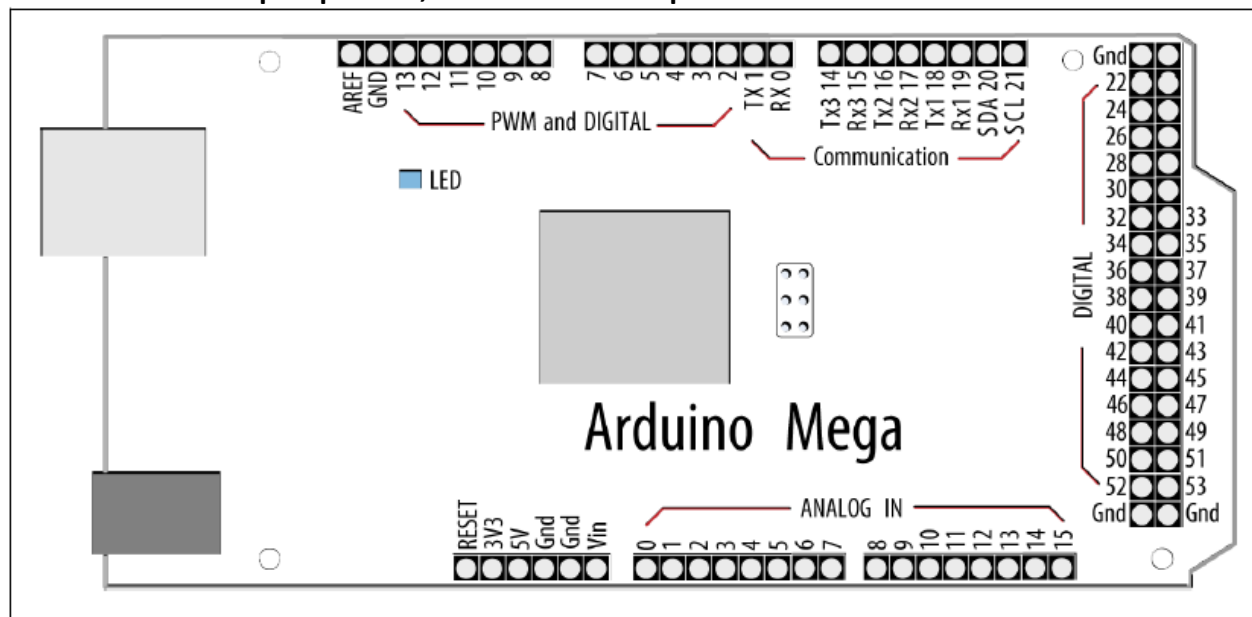 AREF GND 13 12 11 10 9 8 7 6 5 4 3 2 TX 1 RX 0 Tx3 14 Rx3 15 Tx2 16 Rx2 17 Tx1 18 Rx1 19 SDA 20 SCL 21
PWM and DIGITAL
Communication
LED
Gnd
22
24
26
28
30
32 33
34 35
36 37
38 39
40 41
42 43
44 45
46 47
48 49
50 51
52 53
Gnd Gnd
DIGITAL
Arduino Mega
ANALOG IN
RESET 3V3 5V Gnd Gnd Vin 0 1 2 3 4 5 6 7 8 9 10 11 12 13 14 15